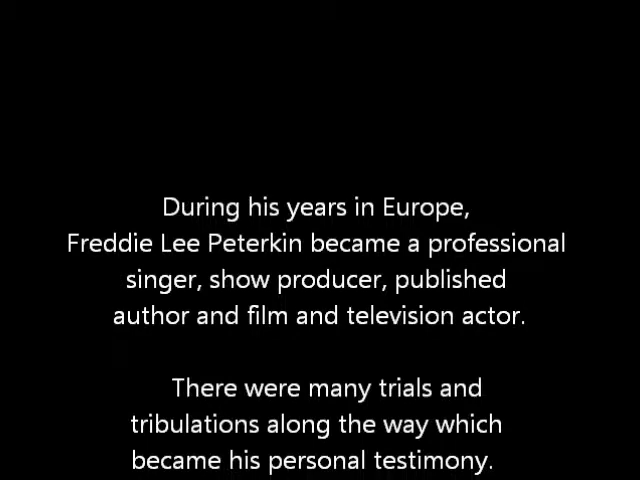 During his years in Europe,
Freddie Lee Peterkin became a professional
singer, show producer, published
author and film and television actor.
There were many trials and
tribulations along the way which
became his personal testimony.